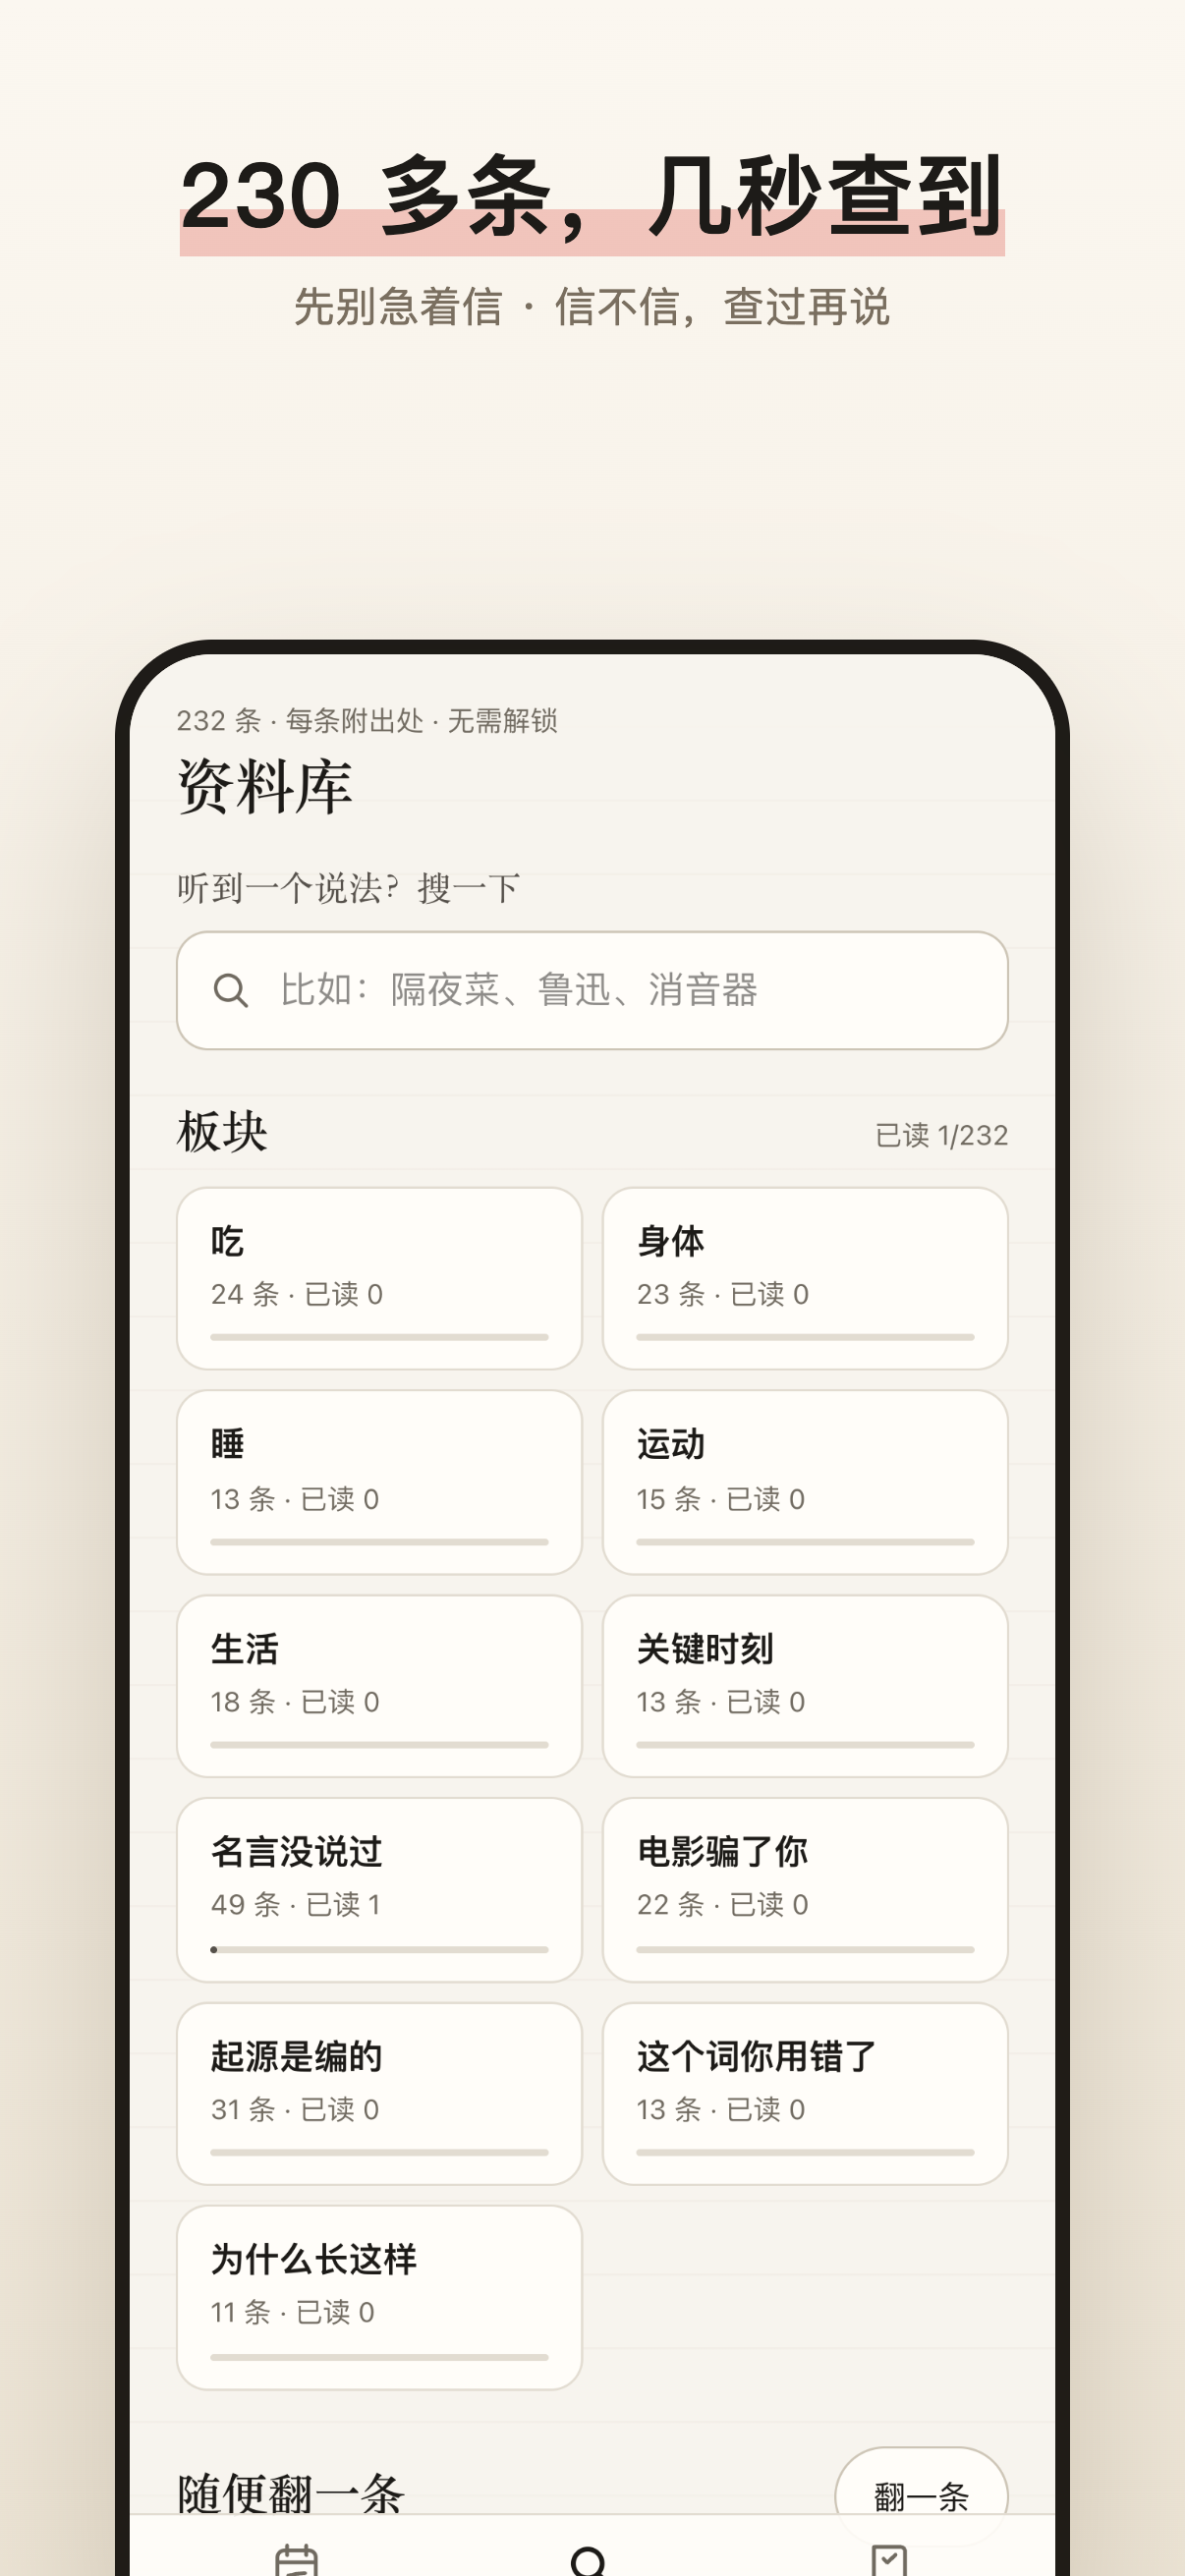 230 多条，几秒查到
先别急着信 · 信不信，查过再说
232 条 · 每条附出处 · 无需解锁
资料库
听到一个说法？搜一下
比如：隔夜菜、鲁迅、消音器
板块
已读 1/232
吃
24 条 · 已读 0
身体
23 条 · 已读 0
睡
13 条 · 已读 0
运动
15 条 · 已读 0
生活
18 条 · 已读 0
关键时刻
13 条 · 已读 0
名言没说过
49 条 · 已读 1
电影骗了你
22 条 · 已读 0
起源是编的
31 条 · 已读 0
这个词你用错了
13 条 · 已读 0
为什么长这样
11 条 · 已读 0
随便翻一条
翻一条